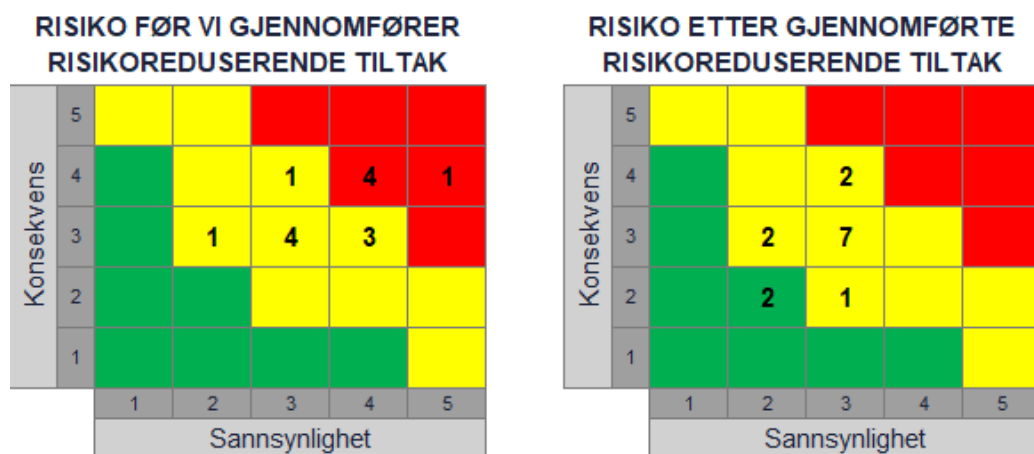 RISIKO FØR VI GJENNOMFØRER
RISIKOREDUSERENDE TILTAK
Konsekvens
5
4 1 4 1
3 1 4 3
2
1
1 2 3 4 5
Sannsynlighet
RISIKO ETTER GJENNOMFØRTE
RISIKOREDUSERENDE TILTAK
Konsekvens
5
4 2
3 2 7
2 2 1
1
1 2 3 4 5
Sannsynlighet